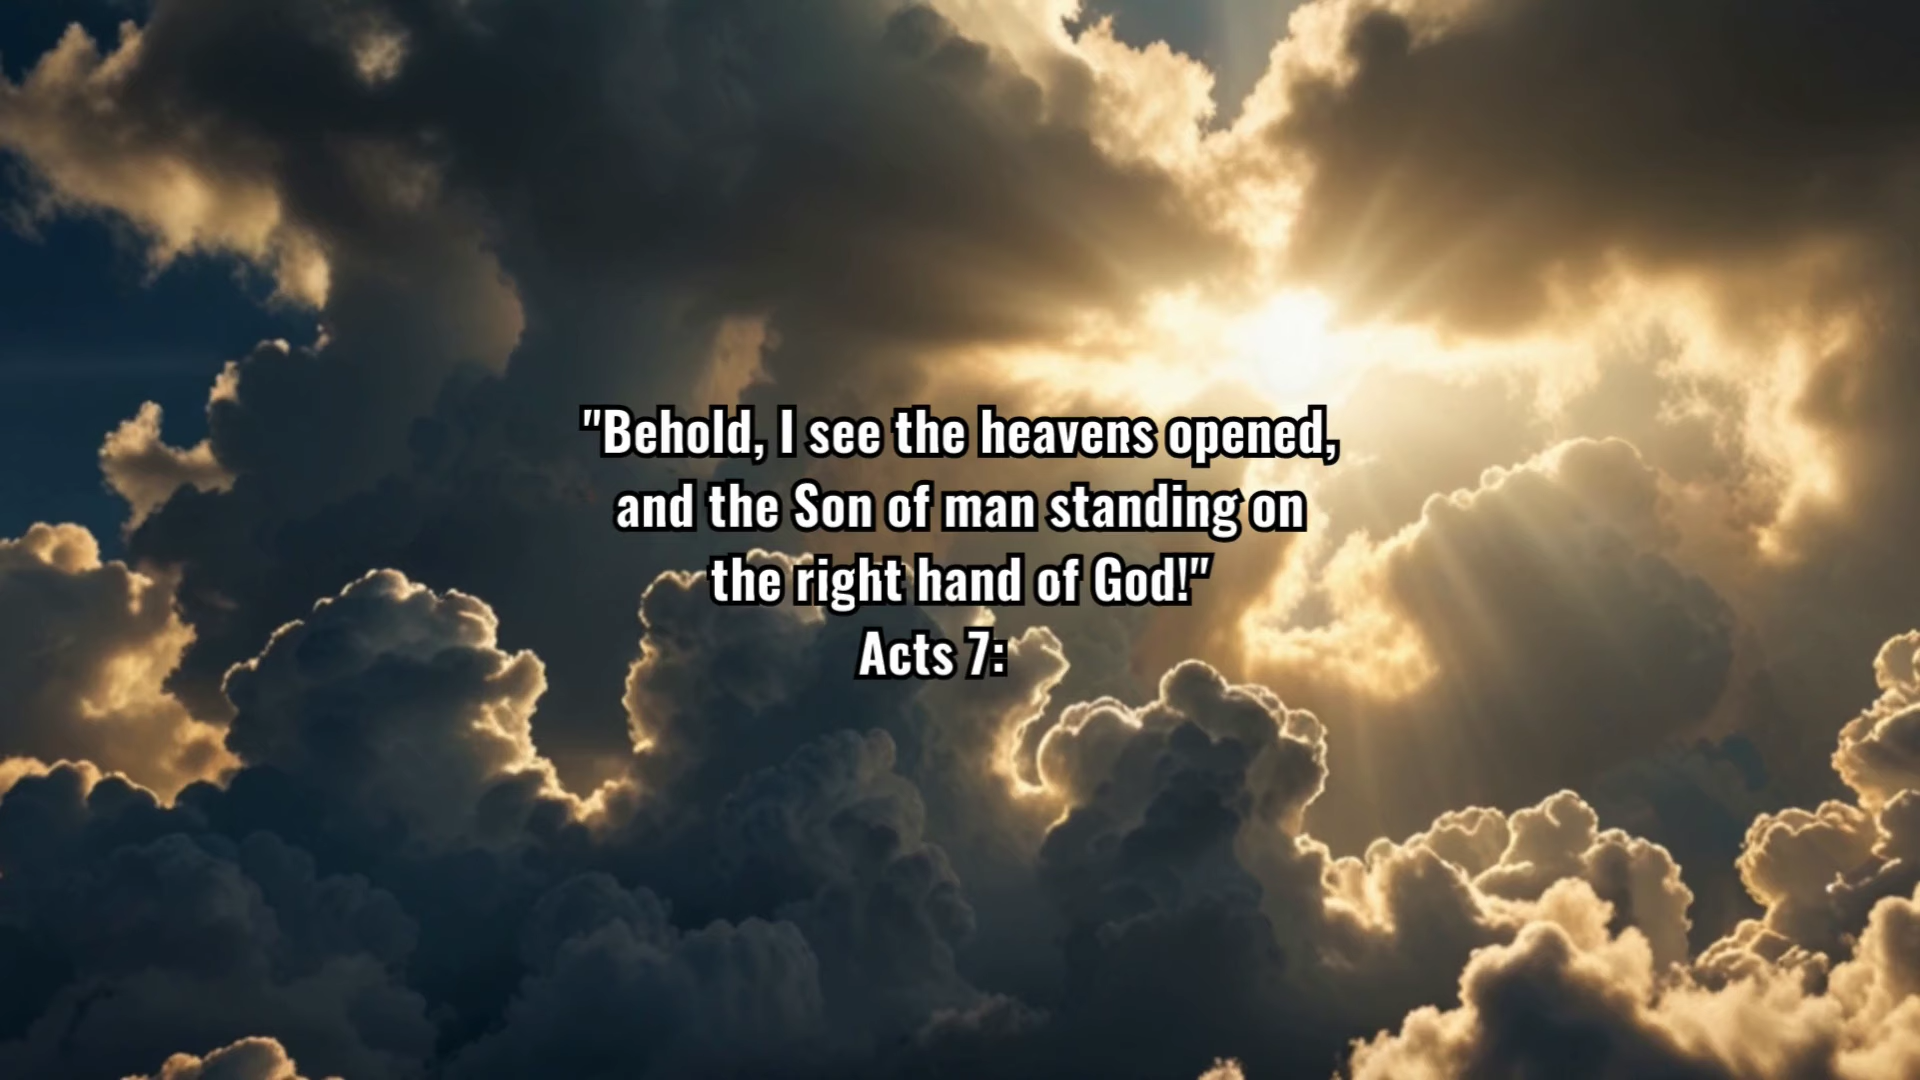 "Behold, I see the heavens opened,
and the Son of man standing on
the right hand of God!"
Acts 7: